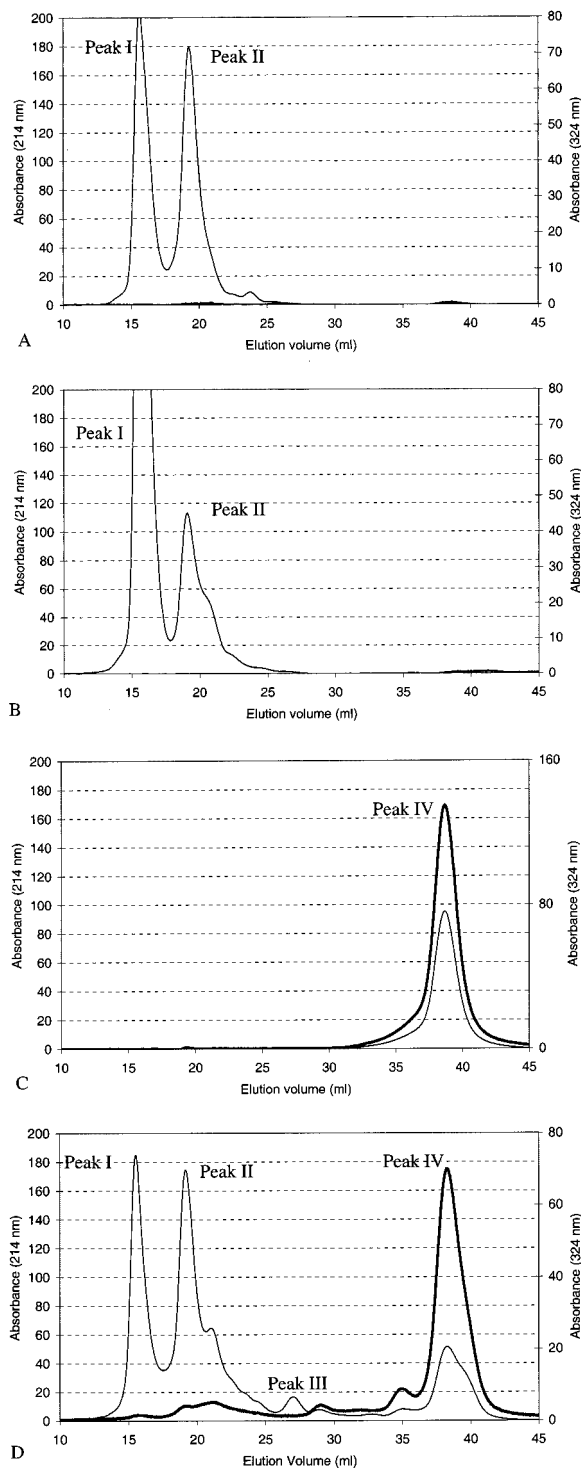 200
180
160
140
120
100
80
60
40
20
0
Absorbance (214 nm)
Peak I
Peak II
80
70
60
50
40
30
20
10
0
Absorbance (324 nm)
10 15 20 25 30 35 40 45
Elution volume (ml)
A
200
180
160
140
120
100
80
60
40
20
0
Absorbance (214 nm)
Peak I
Peak II
80
70
60
50
40
30
20
10
0
Absorbance (324 nm)
10 15 20 25 30 35 40 45
Elution volume (ml)
B
200
180
160
140
120
100
80
60
40
20
0
Absorbance (214 nm)
Peak IV
160
80
0
Absorbance (324 nm)
10 15 20 25 30 35 40 45
Elution volume (ml)
C
200
180
160
140
120
100
80
60
40
20
0
Absorbance (214 nm)
Peak I
Peak II
Peak III
Peak IV
80
60
40
20
0
Absorbance (324 nm)
10 15 20 25 30 35 40 45
Elution Volume (ml)
D